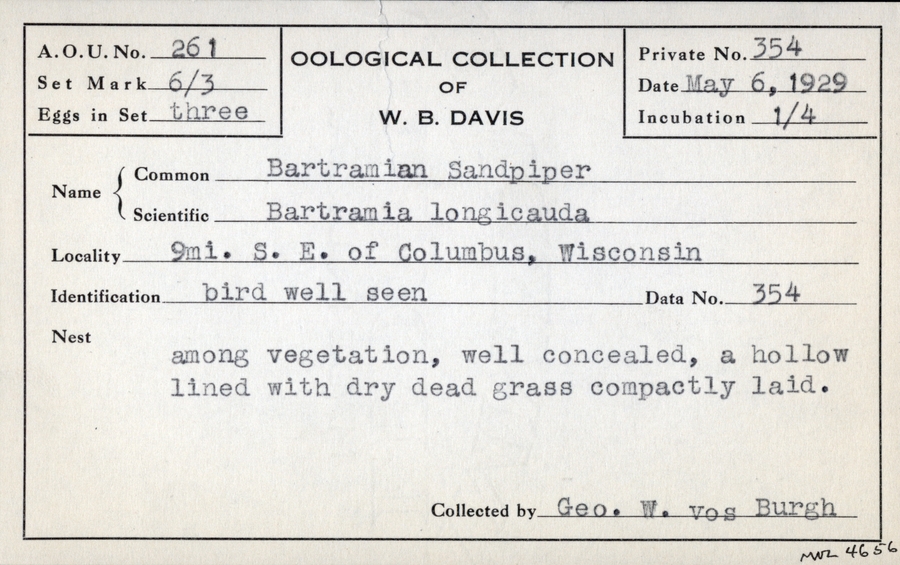 A.O.U. No. 261
Set Mark 6/3
Eggs in Set three
OOLOGICAL COLLECTION
OF
W. B. DAVIS
Private No. 354
Date May 6, 1929
Incubation 1/4
Name
Common Bartramian Sandpiper
Scientific Bartramia longicauda
Locality 9mi. S. E. of Columbus, Wisconsin
Identification bird well seen Data No. 354
Nest
among vegetation, well concealed, a hollow
lined with dry dead grass compactly laid.
Collected by Geo. W. vos Burgh
MVZ 4656